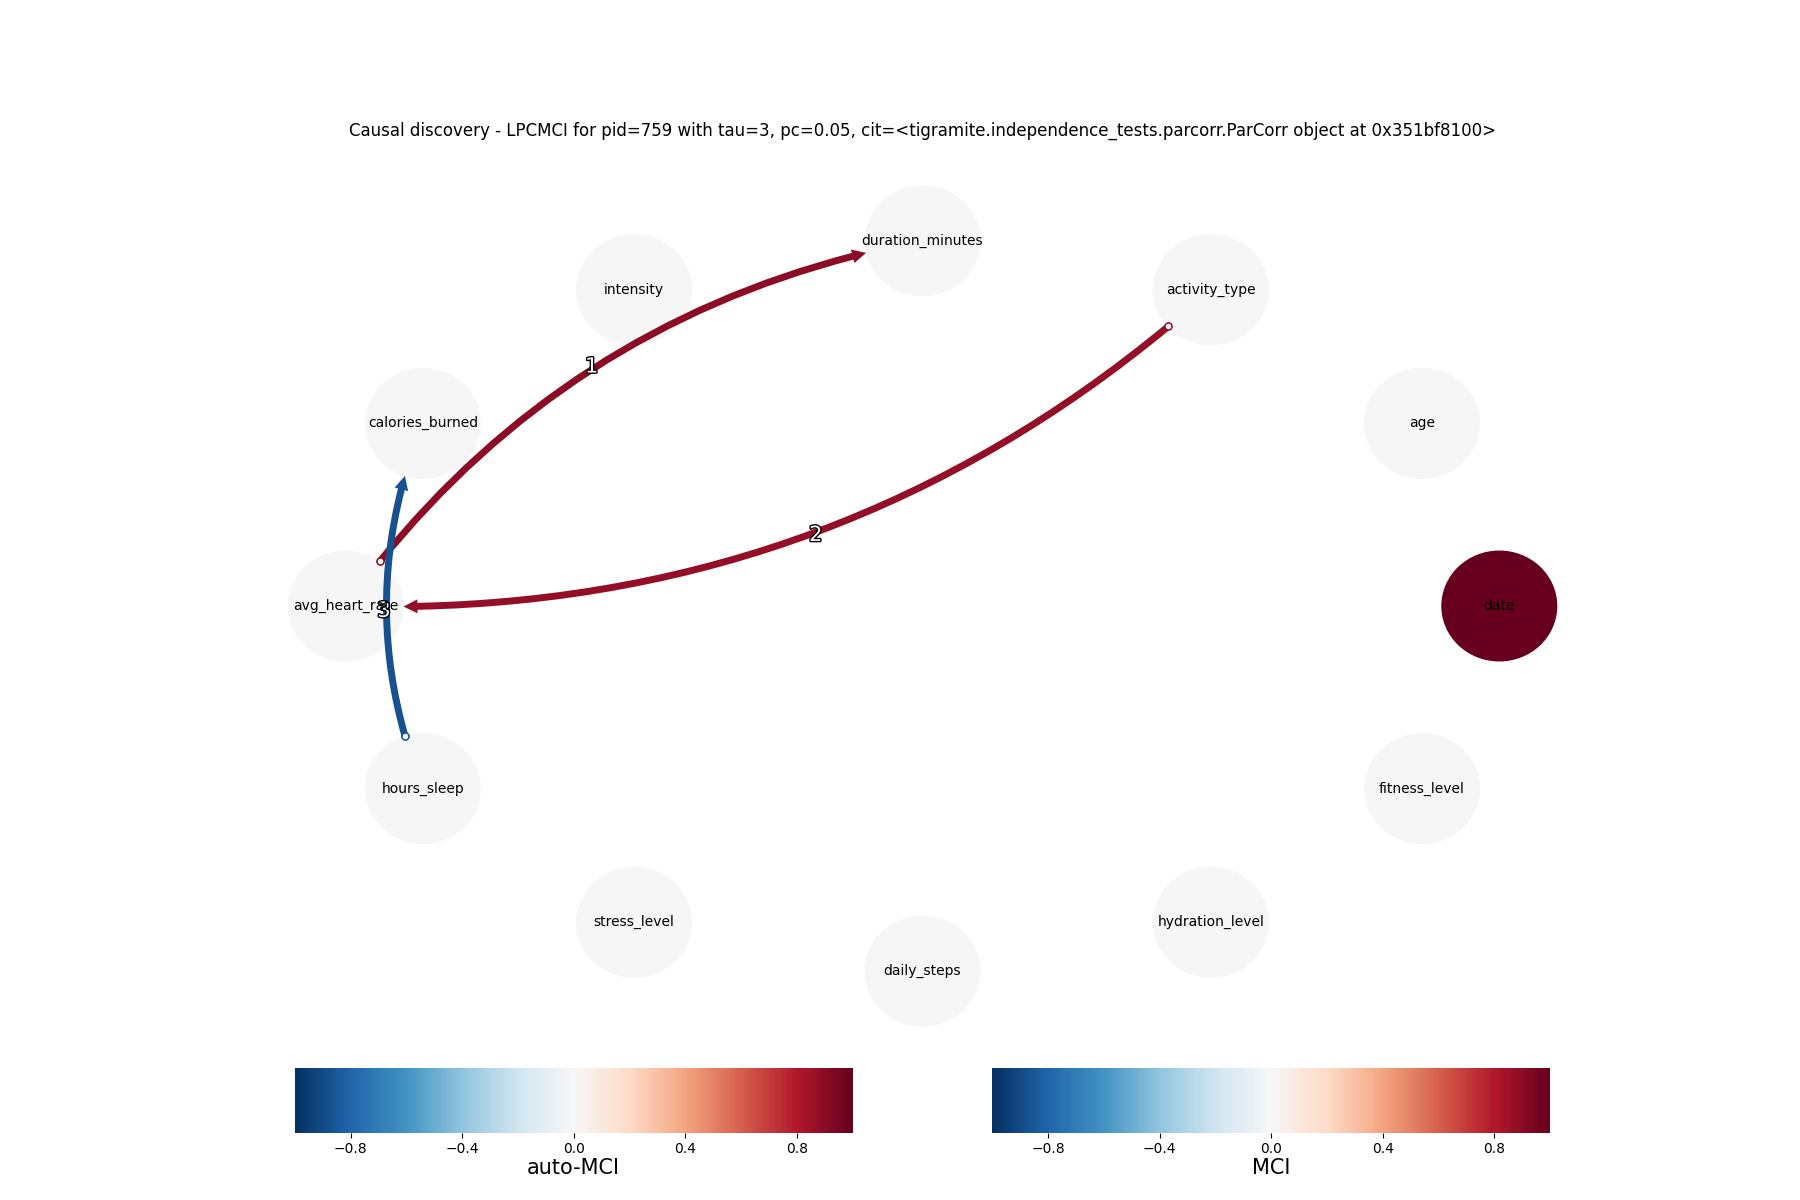 Causal discovery - LPCMCI for pid=759 with tau=3, pc=0.05, cit=<tigramite.independence_tests.parcorr.ParCorr object at 0x351bf8100>
duration_minutes
intensity
activity_type
1
calories_burned
age
2
avg_heart_rate
3
date
hours_sleep
fitness_level
stress_level
hydration_level
daily_steps
−0.8 −0.4 0.0 0.4 0.8
auto-MCI
−0.8 −0.4 0.0 0.4 0.8
MCI